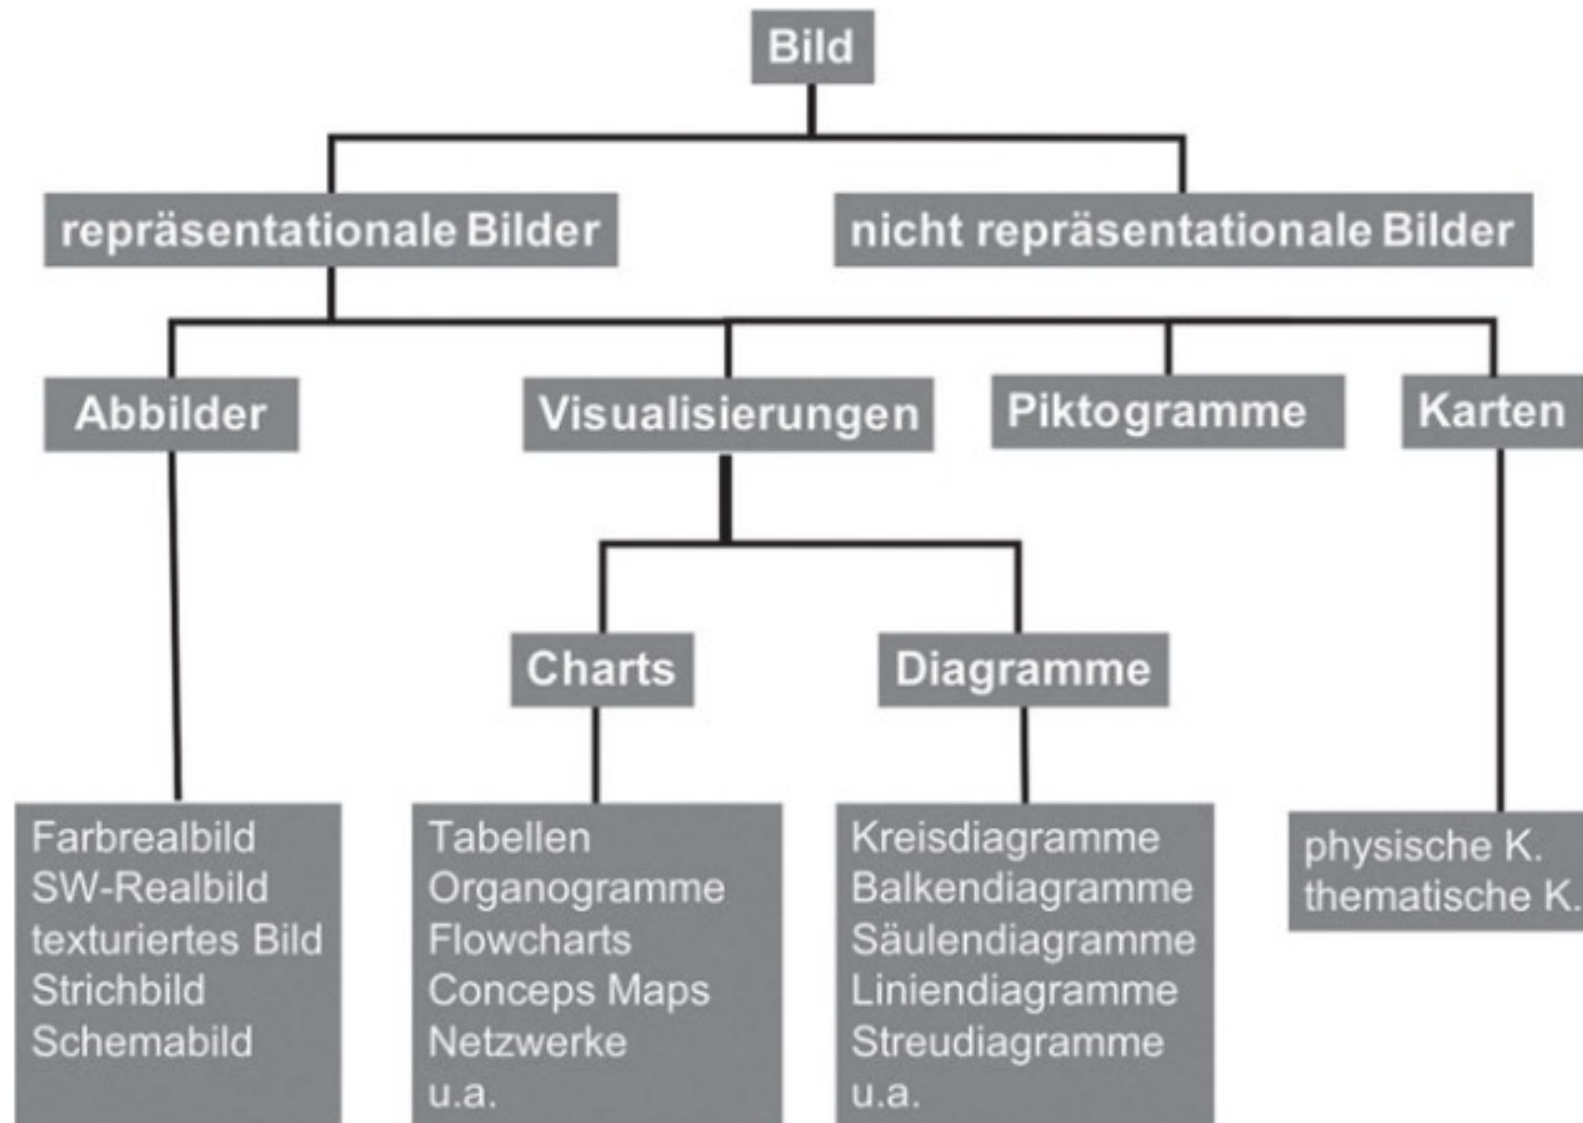 Bild
repräsentationale Bilder
nicht repräsentationale Bilder
Abbilder
Visualisierungen
Piktogramme
Karten
Charts
Diagramme
Farbrealbild
SW-Realbild
texturiertes Bild
Strichbild
Schemabild
Tabellen
Organogramme
Flowcharts
Conceps Maps
Netzwerke
u.a.
Kreisdiagramme
Balkendiagramme
Säulendiagramme
Liniendiagramme
Streudiagramme
u.a.
physische K.
thematische K.